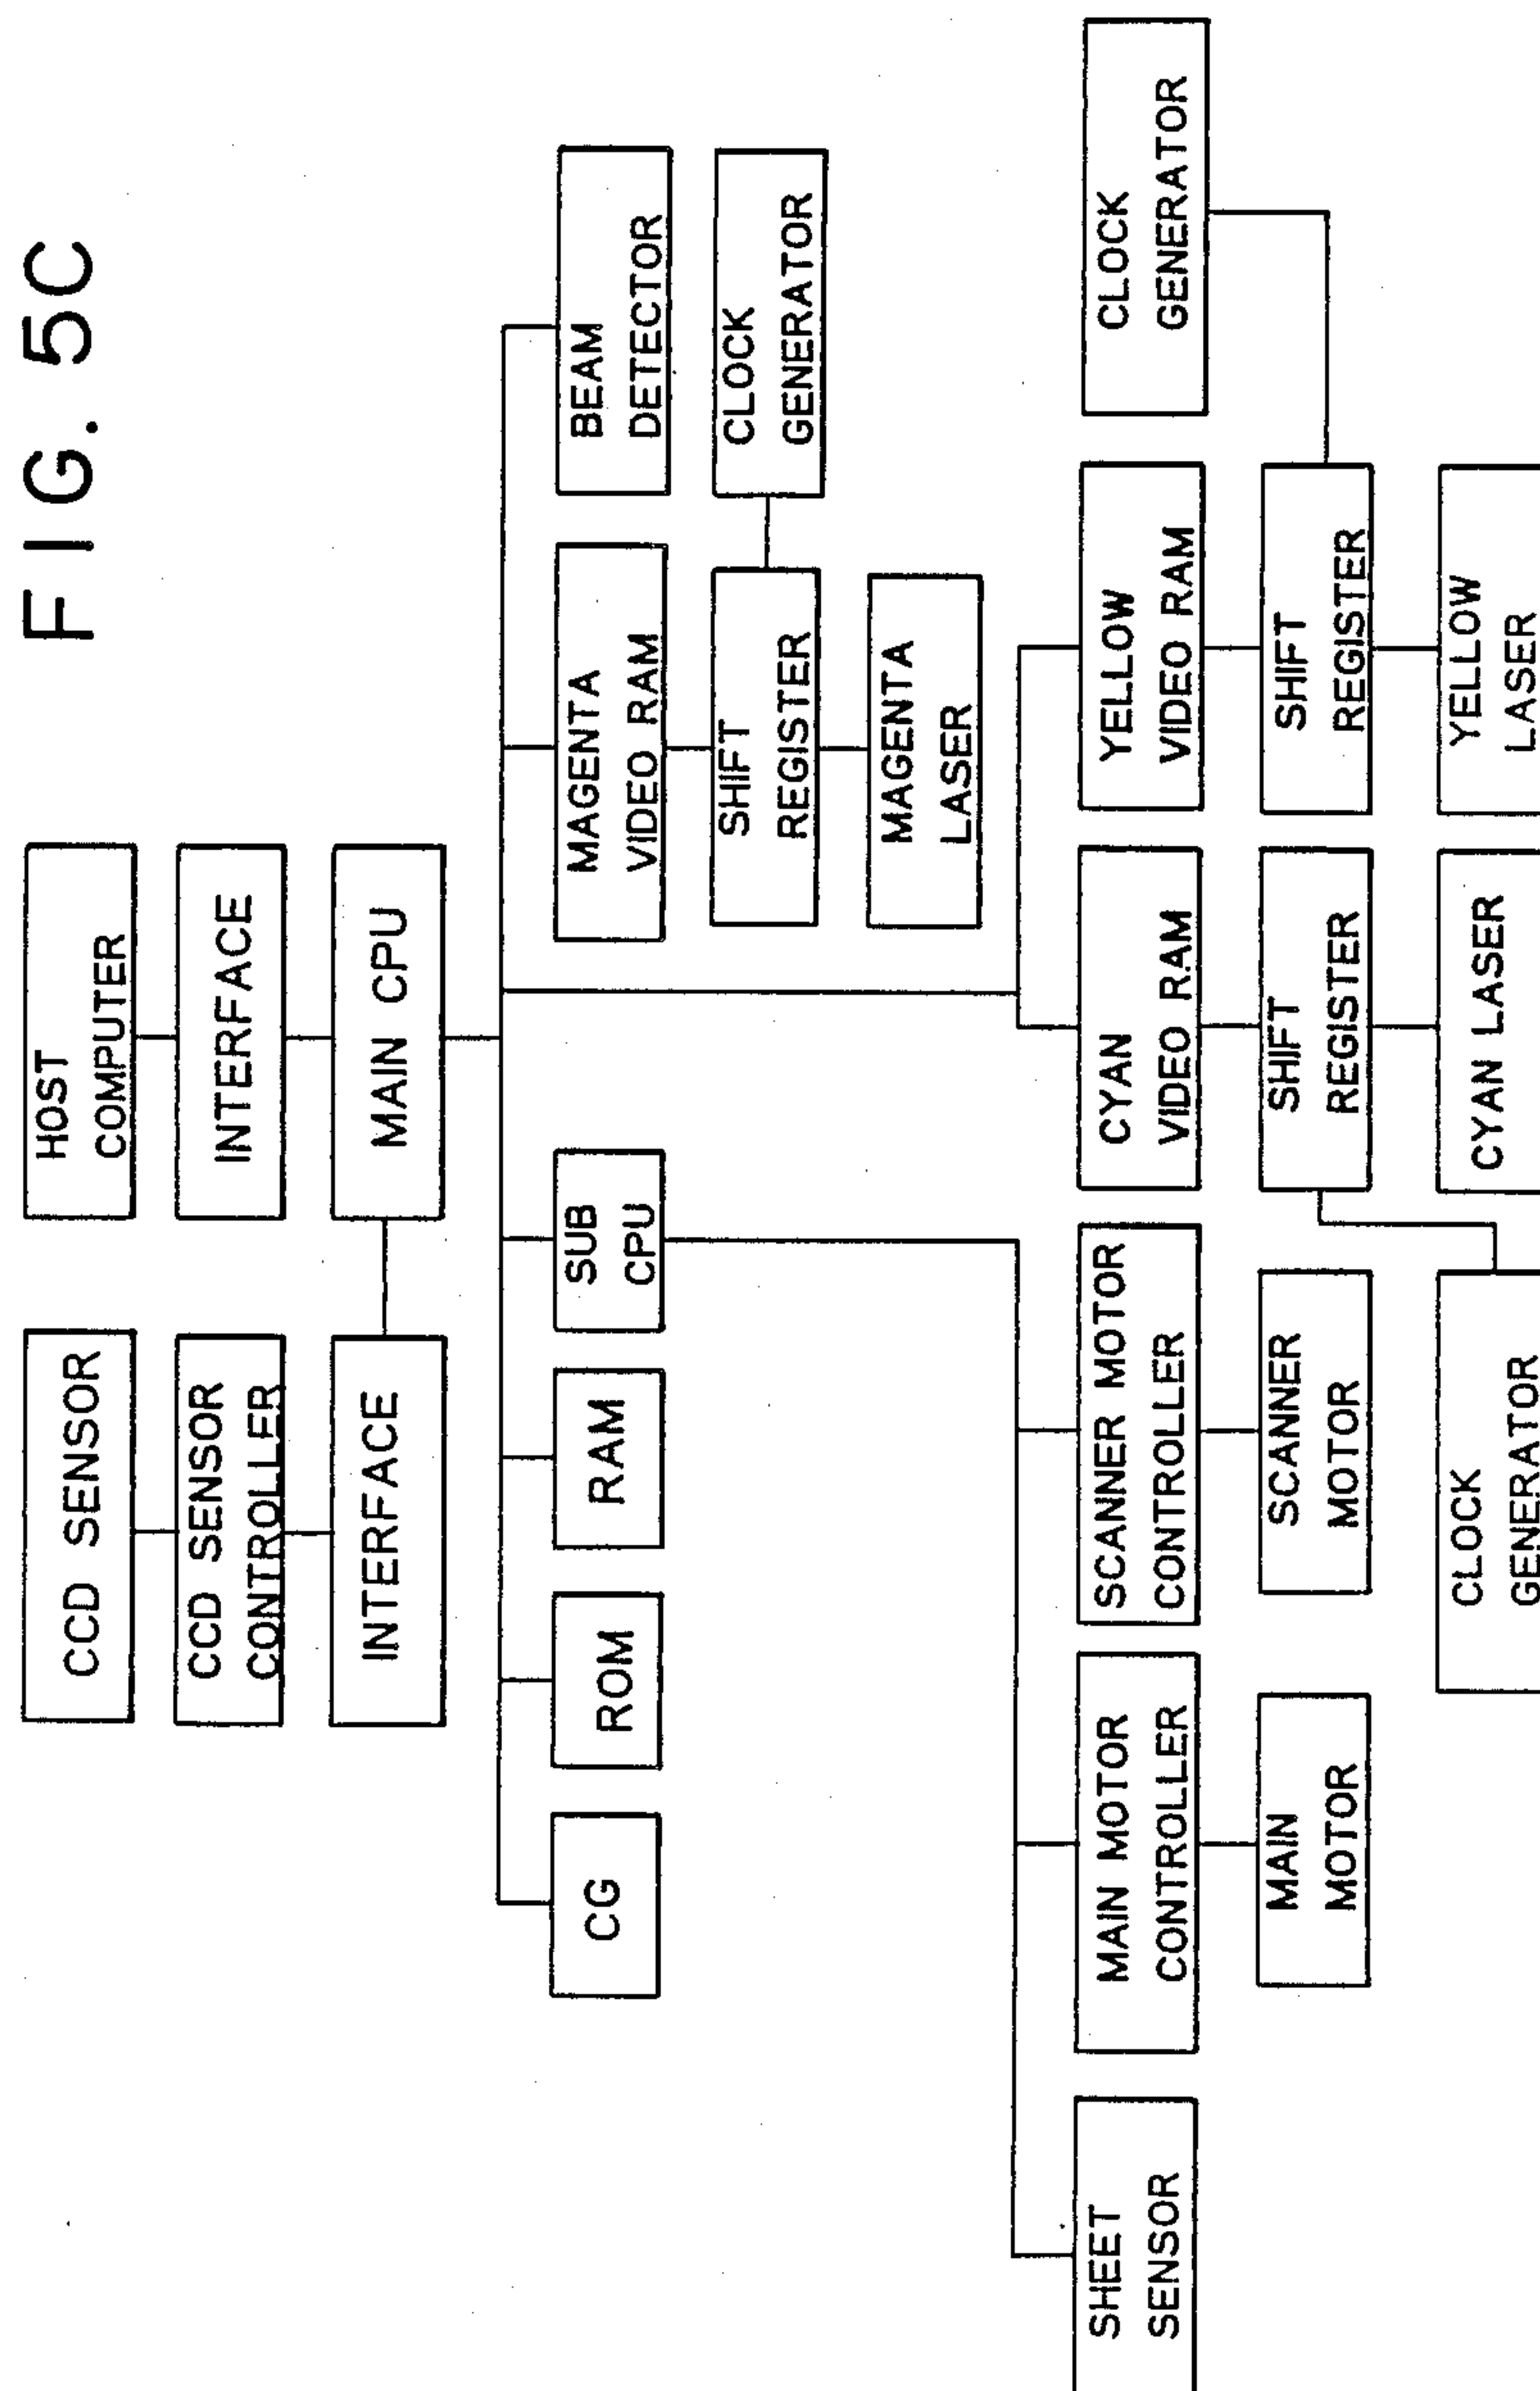 FIG. 5C
CCD SENSOR
HOST
COMPUTER
CCD SENSOR
CONTROLLER
INTERFACE
INTERFACE
MAIN CPU
CG
ROM
RAM
SUB
CPU
MAGENTA
VIDEO RAM
BEAM
DETECTOR
SHIFT
REGISTER
CLOCK
GENERATOR
MAGENTA
LASER
SHEET
SENSOR
MAIN MOTOR
CONTROLLER
SCANNER MOTOR
CONTROLLER
CYAN
VIDEO RAM
YELLOW
VIDEO RAM
CLOCK
GENERATOR
MAIN
MOTOR
SCANNER
MOTOR
SHIFT
REGISTER
SHIFT
REGISTER
CLOCK
GENERATOR
CYAN LASER
YELLOW
LASER